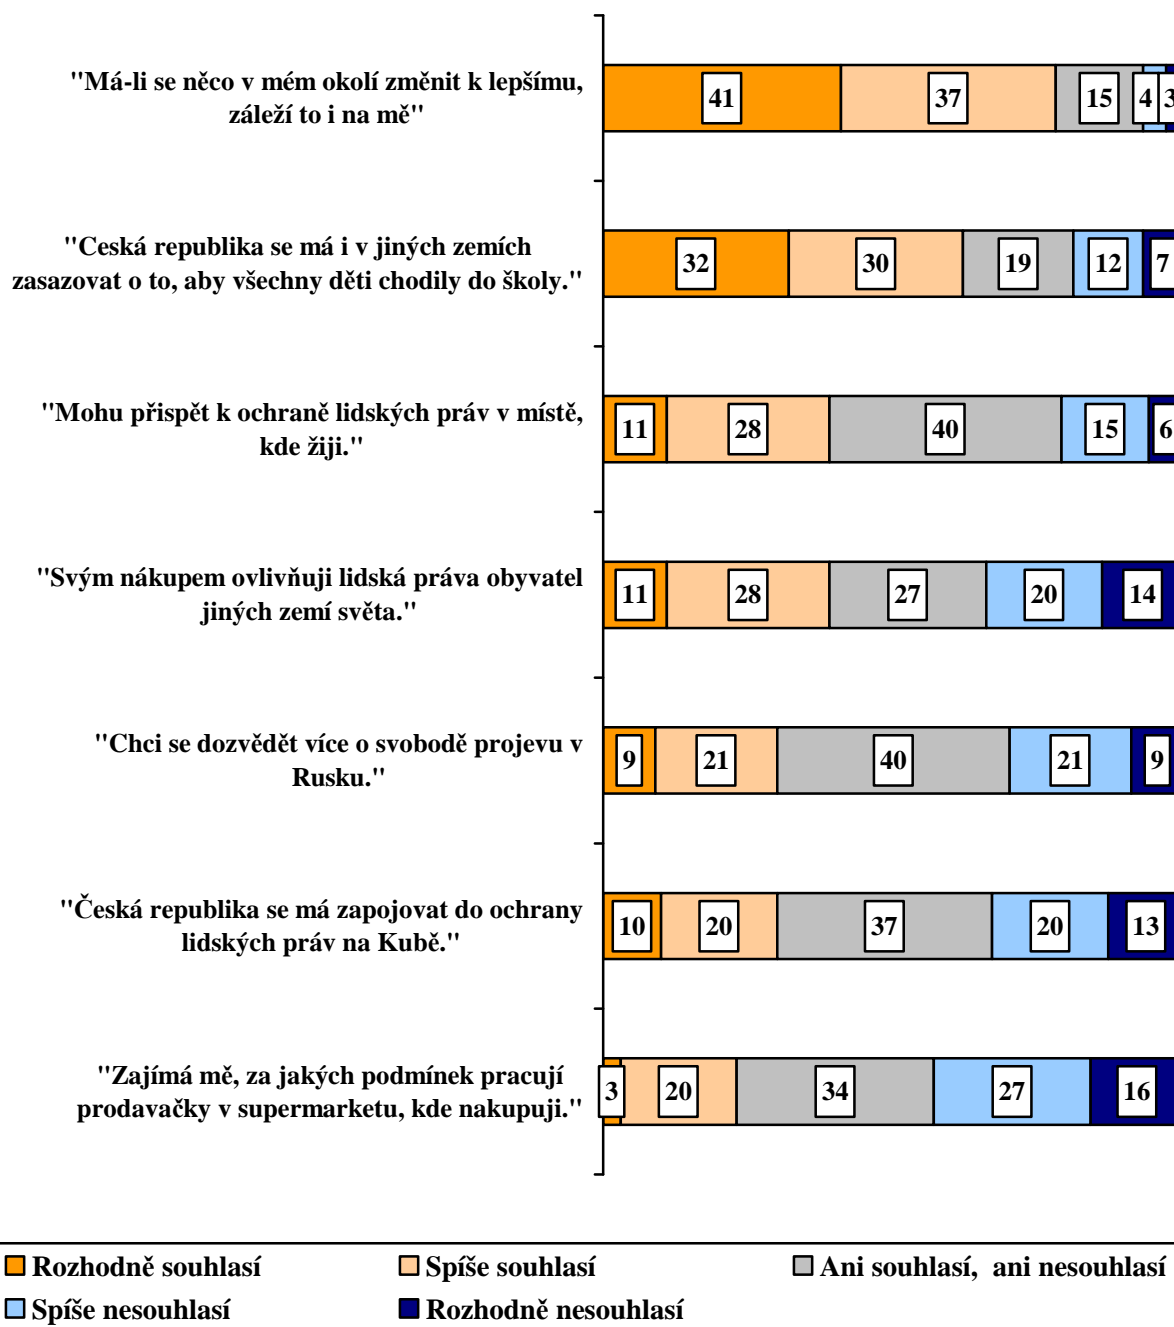 "Má-li se něco v mém okolí změnit k lepšímu,
záleží to i na mě"
41 37 15 4 3
"Ceská republika se má i v jiných zemích
zasazovat o to, aby všechny děti chodily do školy."
32 30 19 12 7
"Mohu přispět k ochraně lidských práv v místě,
kde žiji."
11 28 40 15 6
"Svým nákupem ovlivňuji lidská práva obyvatel
jiných zemí světa."
11 28 27 20 14
"Chci se dozvědět více o svobodě projevu v
Rusku."
9 21 40 21 9
"Česká republika se má zapojovat do ochrany
lidských práv na Kubě."
10 20 37 20 13
"Zajímá mě, za jakých podmínek pracují
prodavačky v supermarketu, kde nakupuji."
3 20 34 27 16
Rozhodně souhlasí Spíše souhlasí Ani souhlasí, ani nesouhlasí
Spíše nesouhlasí Rozhodně nesouhlasí